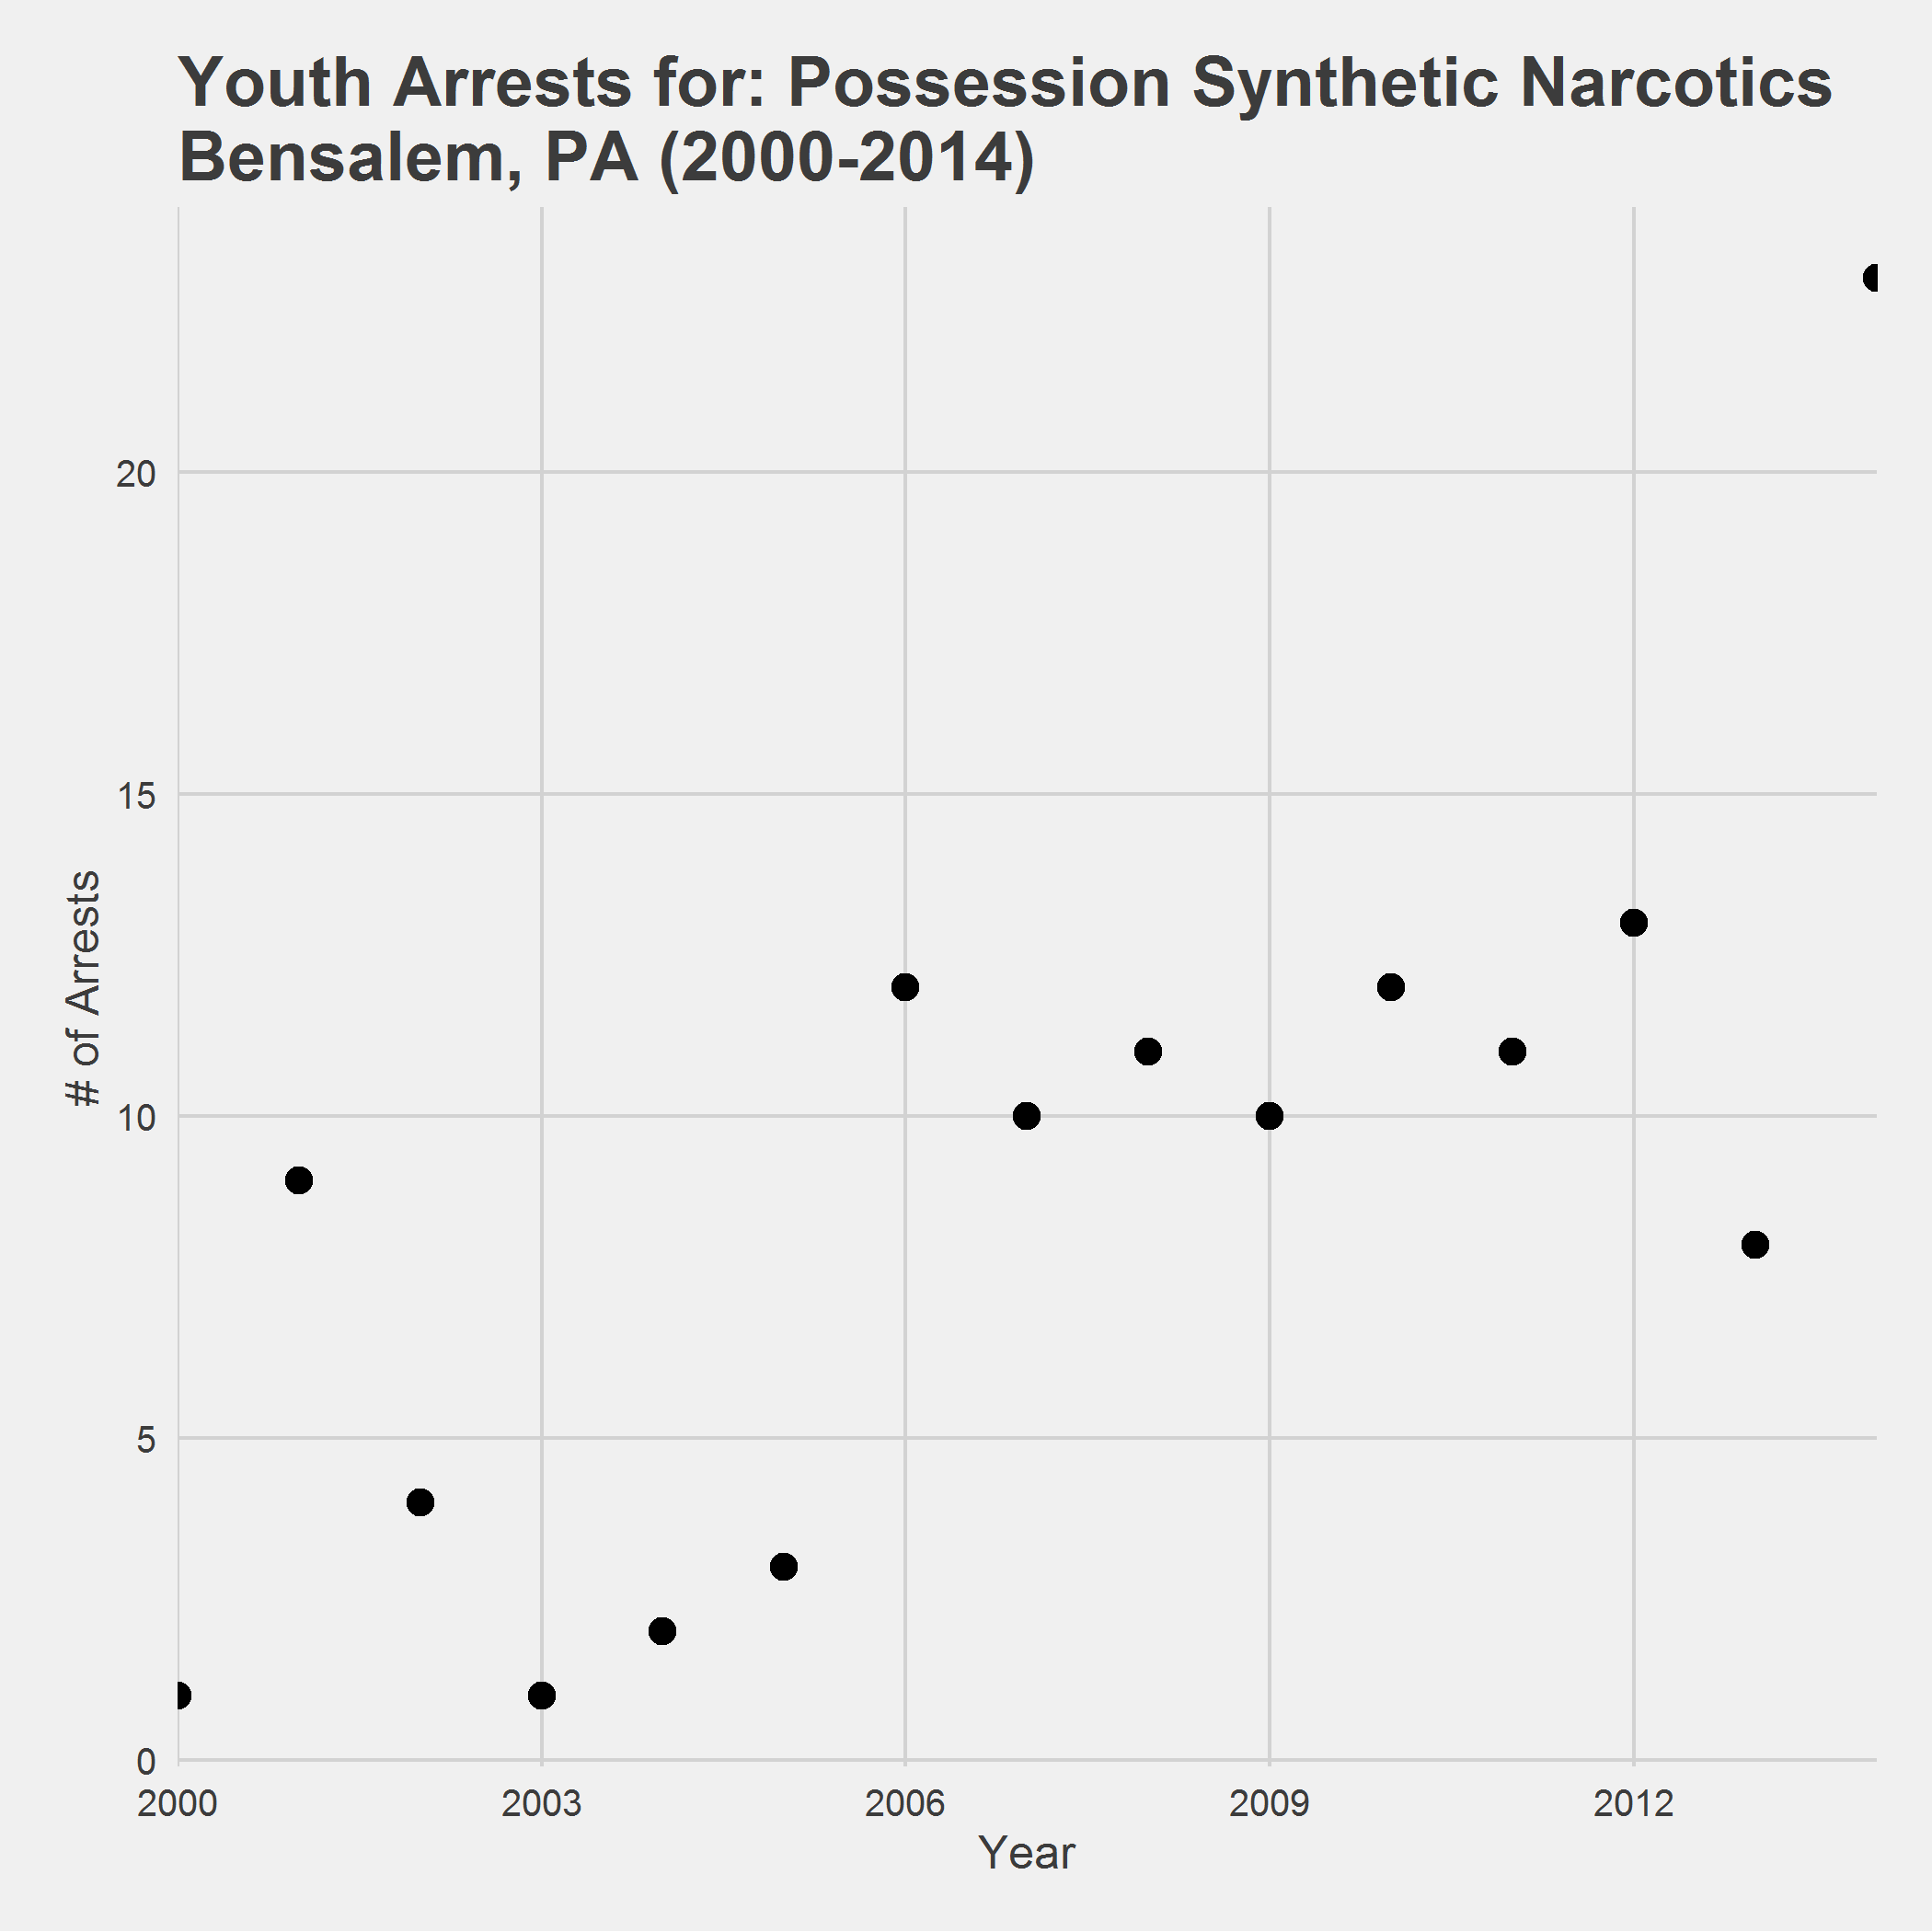 Youth Arrests for: Possession Synthetic Narcotics
Bensalem, PA (2000-2014)
20
15
10
5
0
# of Arrests
2000 2003 2006 2009 2012
Year